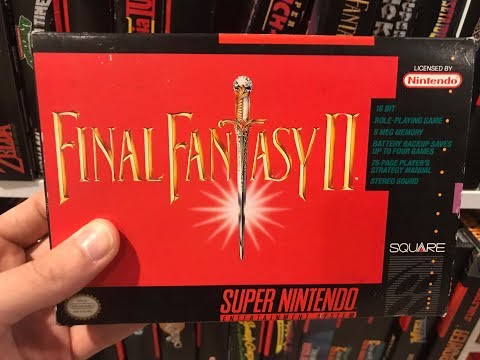 FINAL FANTASY II
LICENSED BY
Nintendo
16 BIT
ROLE-PLAYING GAME
8 MEG MEMORY
BATTERY BACKUP SAVES
UP TO FOUR GAMES
75-PAGE PLAYER'S
STRATEGY MANUAL
STEREO SOUND
SQUARE
SUPER NINTENDO
ENTERTAINMENT SYSTEM